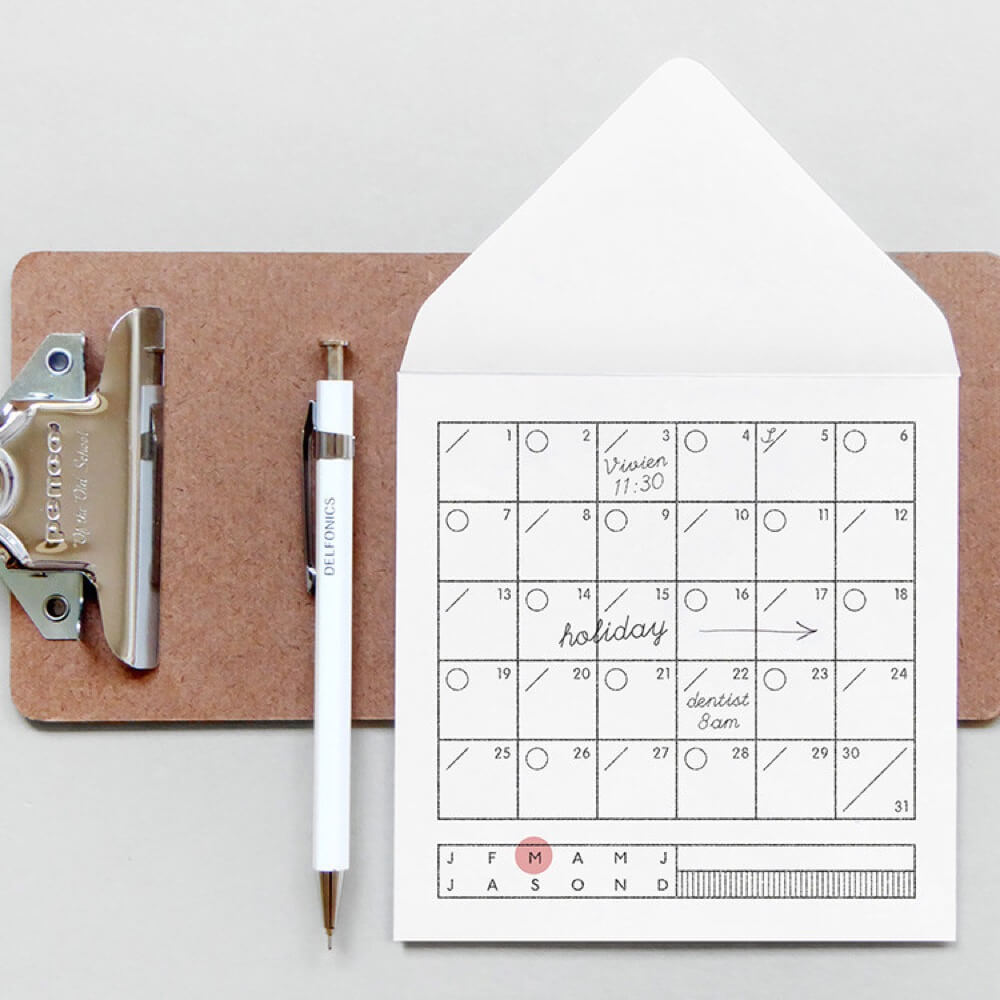 penco®
"Of the Old School"
DELFONICS
1 2 3 4 5 6
Vivien
11:30
7 8 9 10 11 12
13 14 15 16 17 18
holiday
19 20 21 22 23 24
dentist
8am
25 26 27 28 29 30
31
J F M A M J
J A S O N D